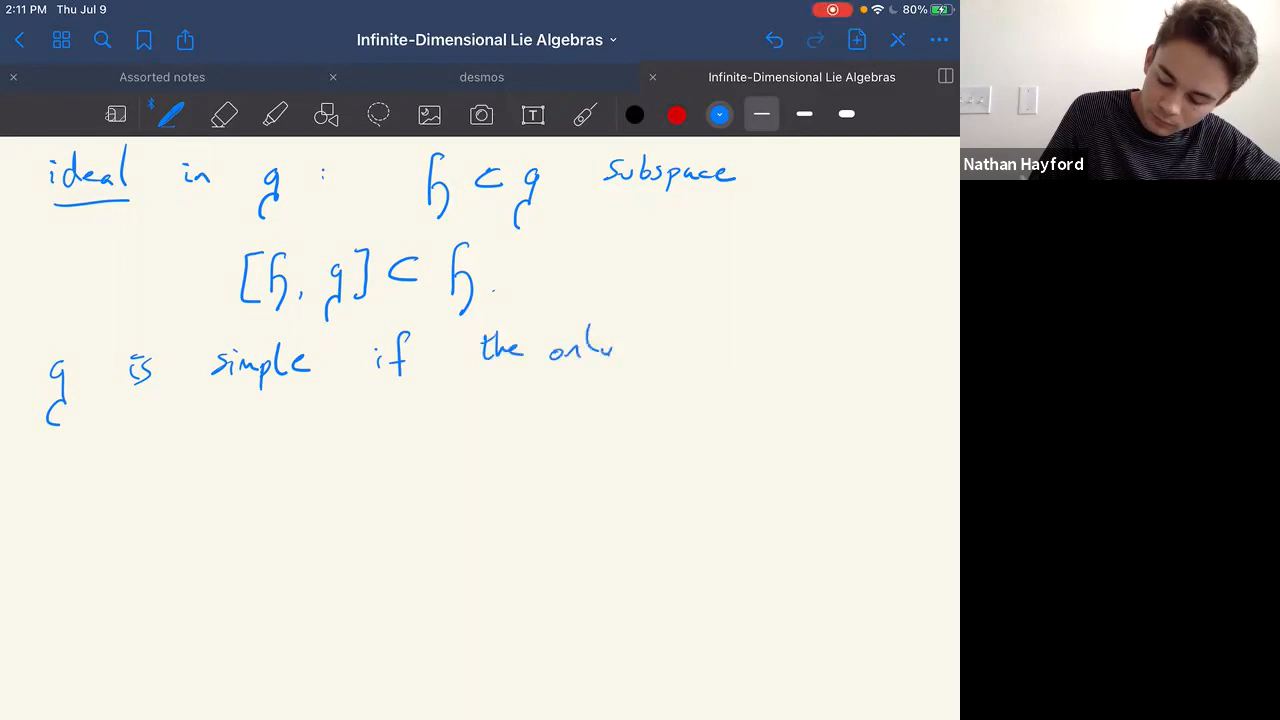 2:11 PM Thu Jul 9
80%
Infinite-Dimensional Lie Algebras
Assorted notes
desmos
Infinite-Dimensional Lie Algebras
T
Nathan Hayford
ideal in g : h ⊂ g subspace
[h, g] ⊂ h.
g is simple if the only